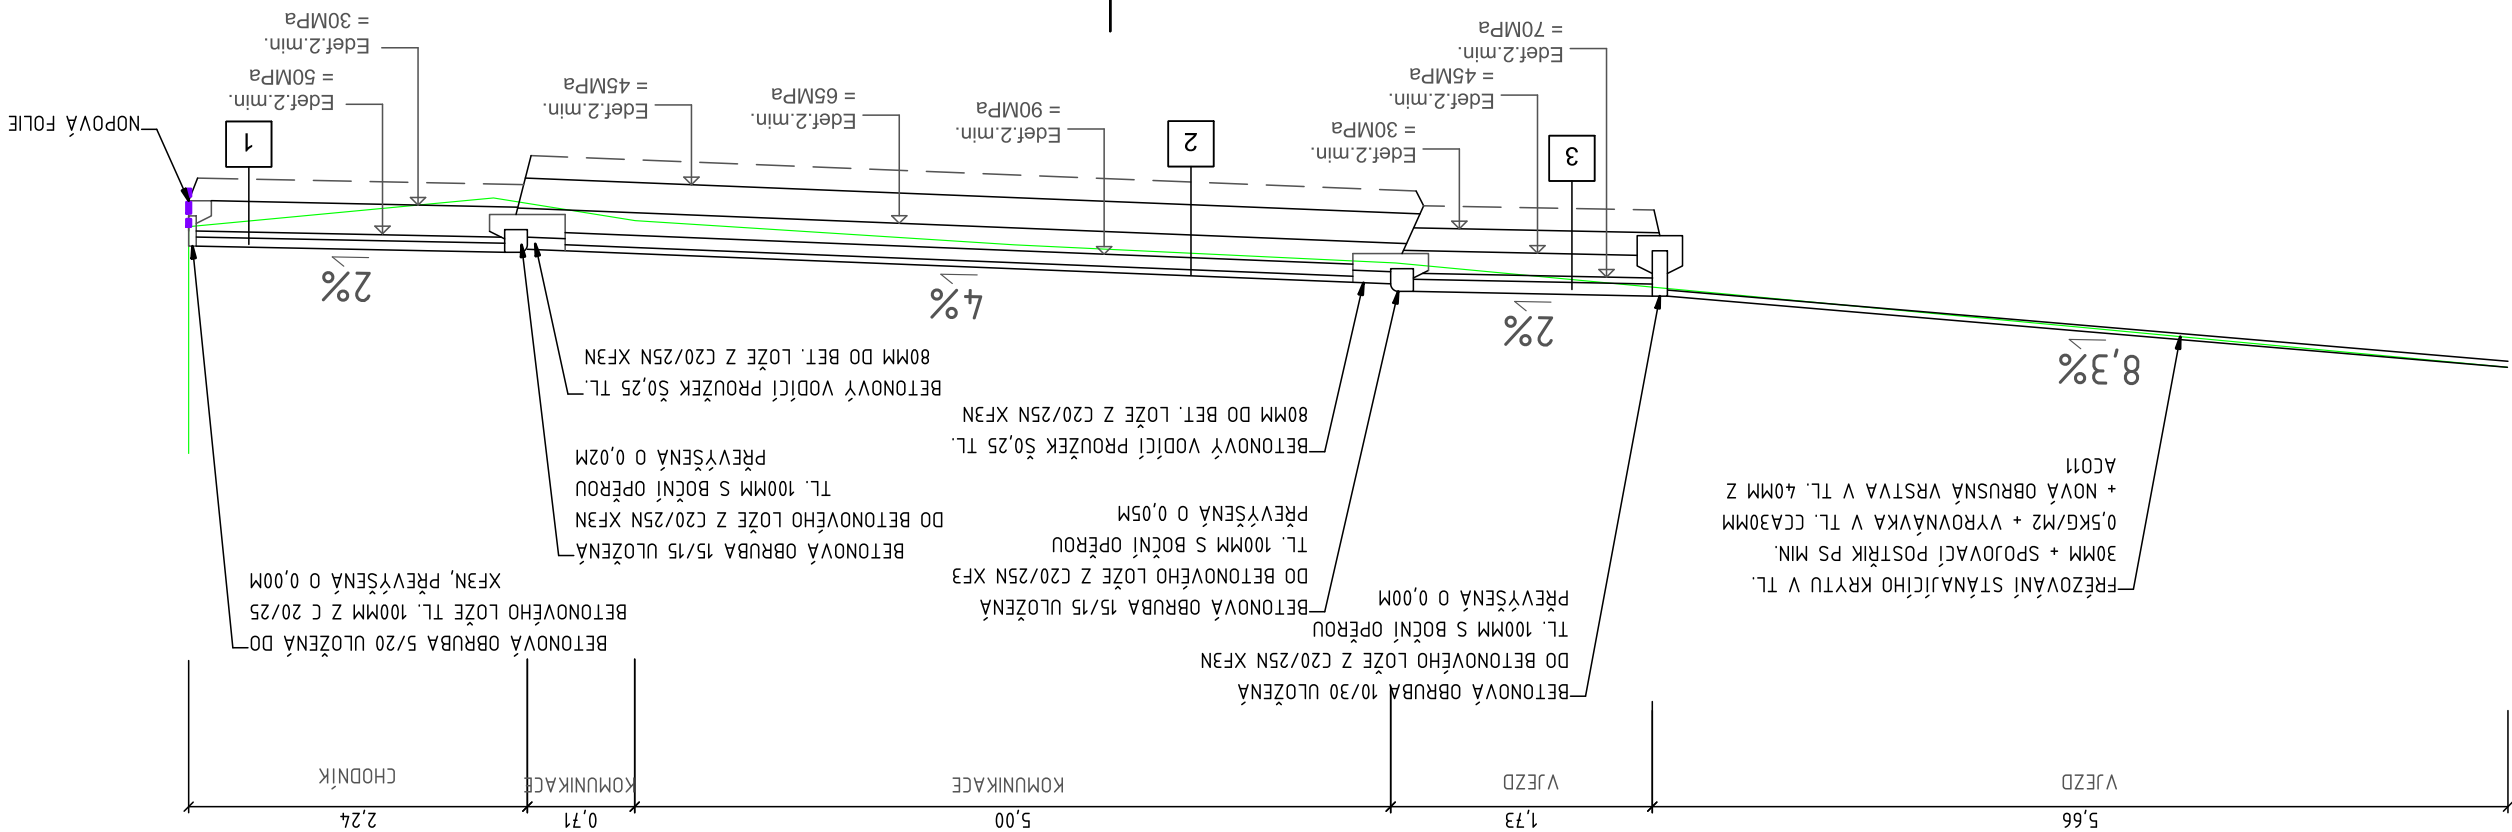 5,66
1,73
5,00
0,71
2,24
VJEZD
VJEZD
KOMUNIKACE
KOMUNIKACE
CHODNÍK
BETONOVÁ OBRUBA 10/30 ULOŽENÁ
DO BETONOVÉHO LOŽE Z C20/25N XF3N
TL. 100MM S BOČNÍ OPĚROU
PŘEVÝŠENÁ O 0,00M
BETONOVÁ OBRUBA 5/20 ULOŽENÁ DO
BETONOVÉHO LOŽE TL. 100MM Z C 20/25
XF3N, PŘEVÝŠENÁ O 0,00M
FRÉZOVÁNÍ STÁNAJÍCÍHO KRYTU V TL.
30MM + SPOJOVACÍ POSTŘIK PS MIN.
0,5KG/M2 + VYROVNÁVKA V TL. CCA30MM
+ NOVÁ OBRUSNÁ VRSTVA V TL. 40MM Z
ACO11
BETONOVÁ OBRUBA 15/15 ULOŽENÁ
DO BETONOVÉHO LOŽE Z C20/25N XF3
TL. 100MM S BOČNÍ OPĚROU
PŘEVÝŠENÁ O 0,05M
BETONOVÁ OBRUBA 15/15 ULOŽENÁ
DO BETONOVÉHO LOŽE Z C20/25N XF3N
TL. 100MM S BOČNÍ OPĚROU
PŘEVÝŠENÁ O 0,02M
BETONOVÝ VODÍCÍ PROUŽEK Š0,25 TL.
80MM DO BET. LOŽE Z C20/25N XF3N
BETONOVÝ VODÍCÍ PROUŽEK Š0,25 TL.
80MM DO BET. LOŽE Z C20/25N XF3N
8,3%
2%
4%
2%
3
2
1
NOPOVÁ FOLIE
Edef.2.min.
= 30MPa
Edef.2.min.
= 45MPa
Edef.2.min.
= 70MPa
Edef.2.min.
= 90MPa
Edef.2.min.
= 65MPa
Edef.2.min.
= 45MPa
Edef.2.min.
= 50MPa
Edef.2.min.
= 30MPa